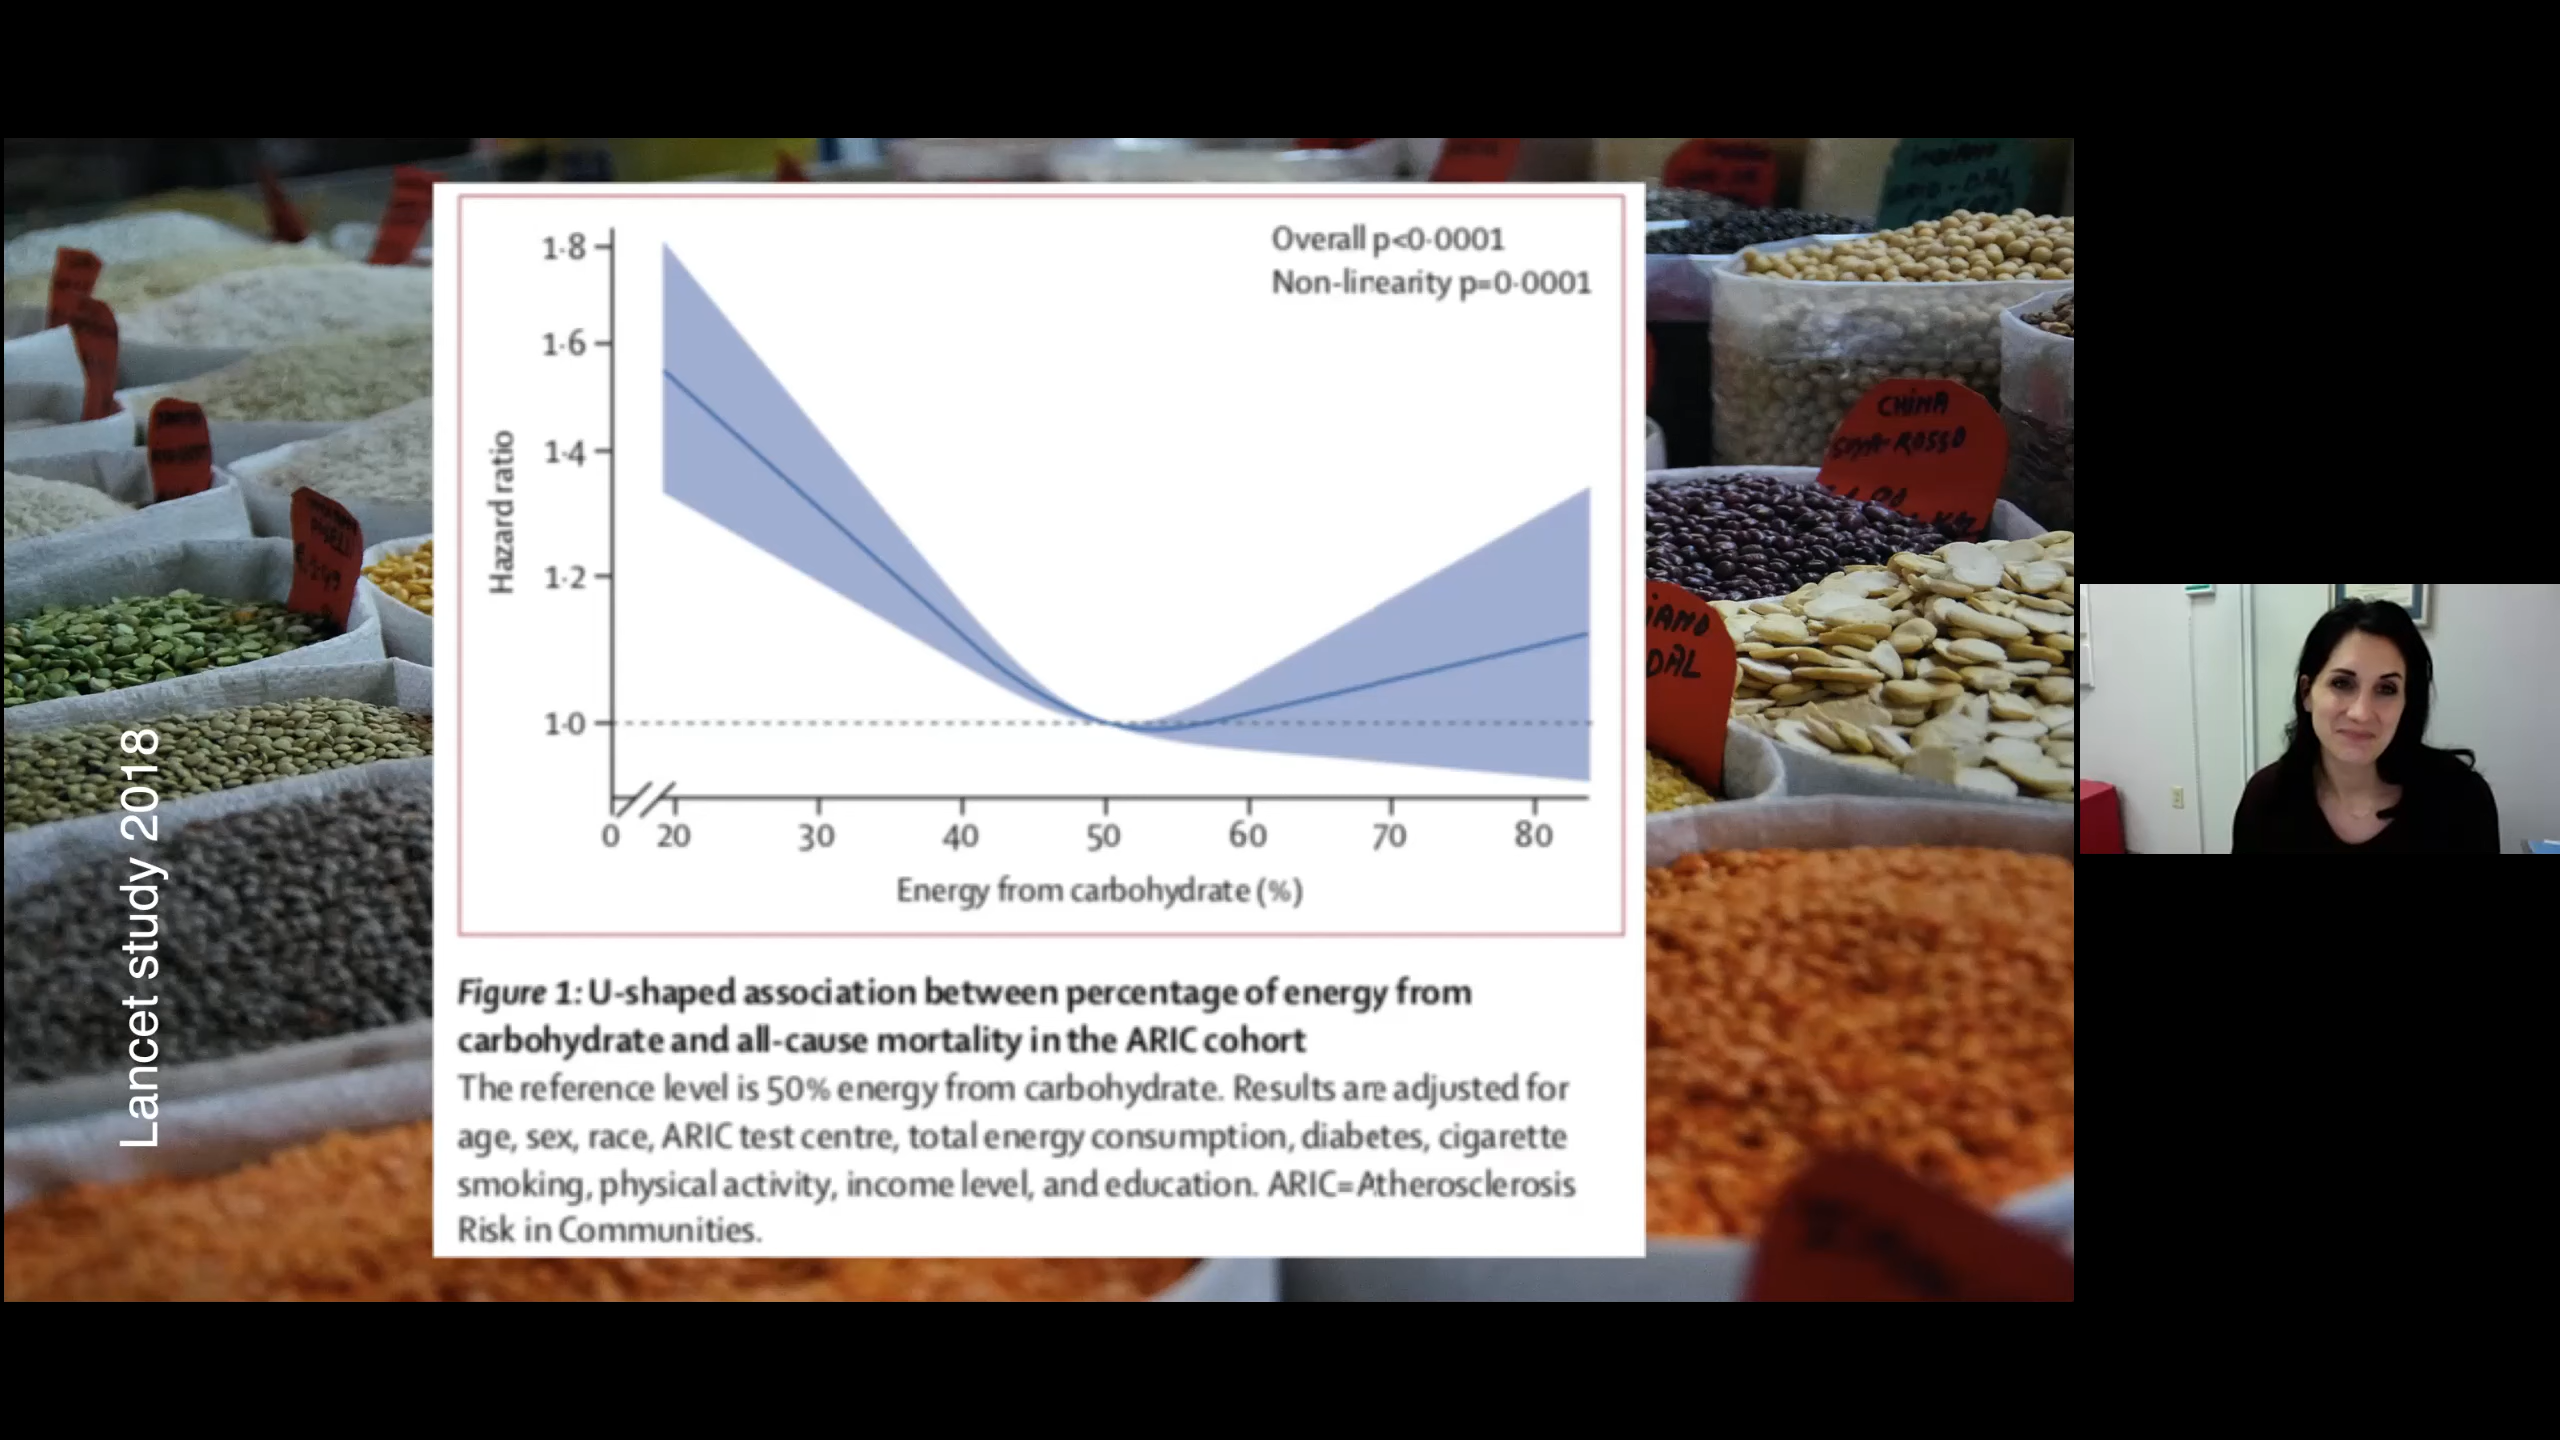 Lancet study 2018
Overall p<0·0001
Non-linearity p=0·0001
1·8
1·6
1·4
1·2
1·0
Hazard ratio
0 20 30 40 50 60 70 80
Energy from carbohydrate (%)
Figure 1: U-shaped association between percentage of energy from
carbohydrate and all-cause mortality in the ARIC cohort
The reference level is 50% energy from carbohydrate. Results are adjusted for
age, sex, race, ARIC test centre, total energy consumption, diabetes, cigarette
smoking, physical activity, income level, and education. ARIC=Atherosclerosis
Risk in Communities.
CHINA
ROSSO
DAL